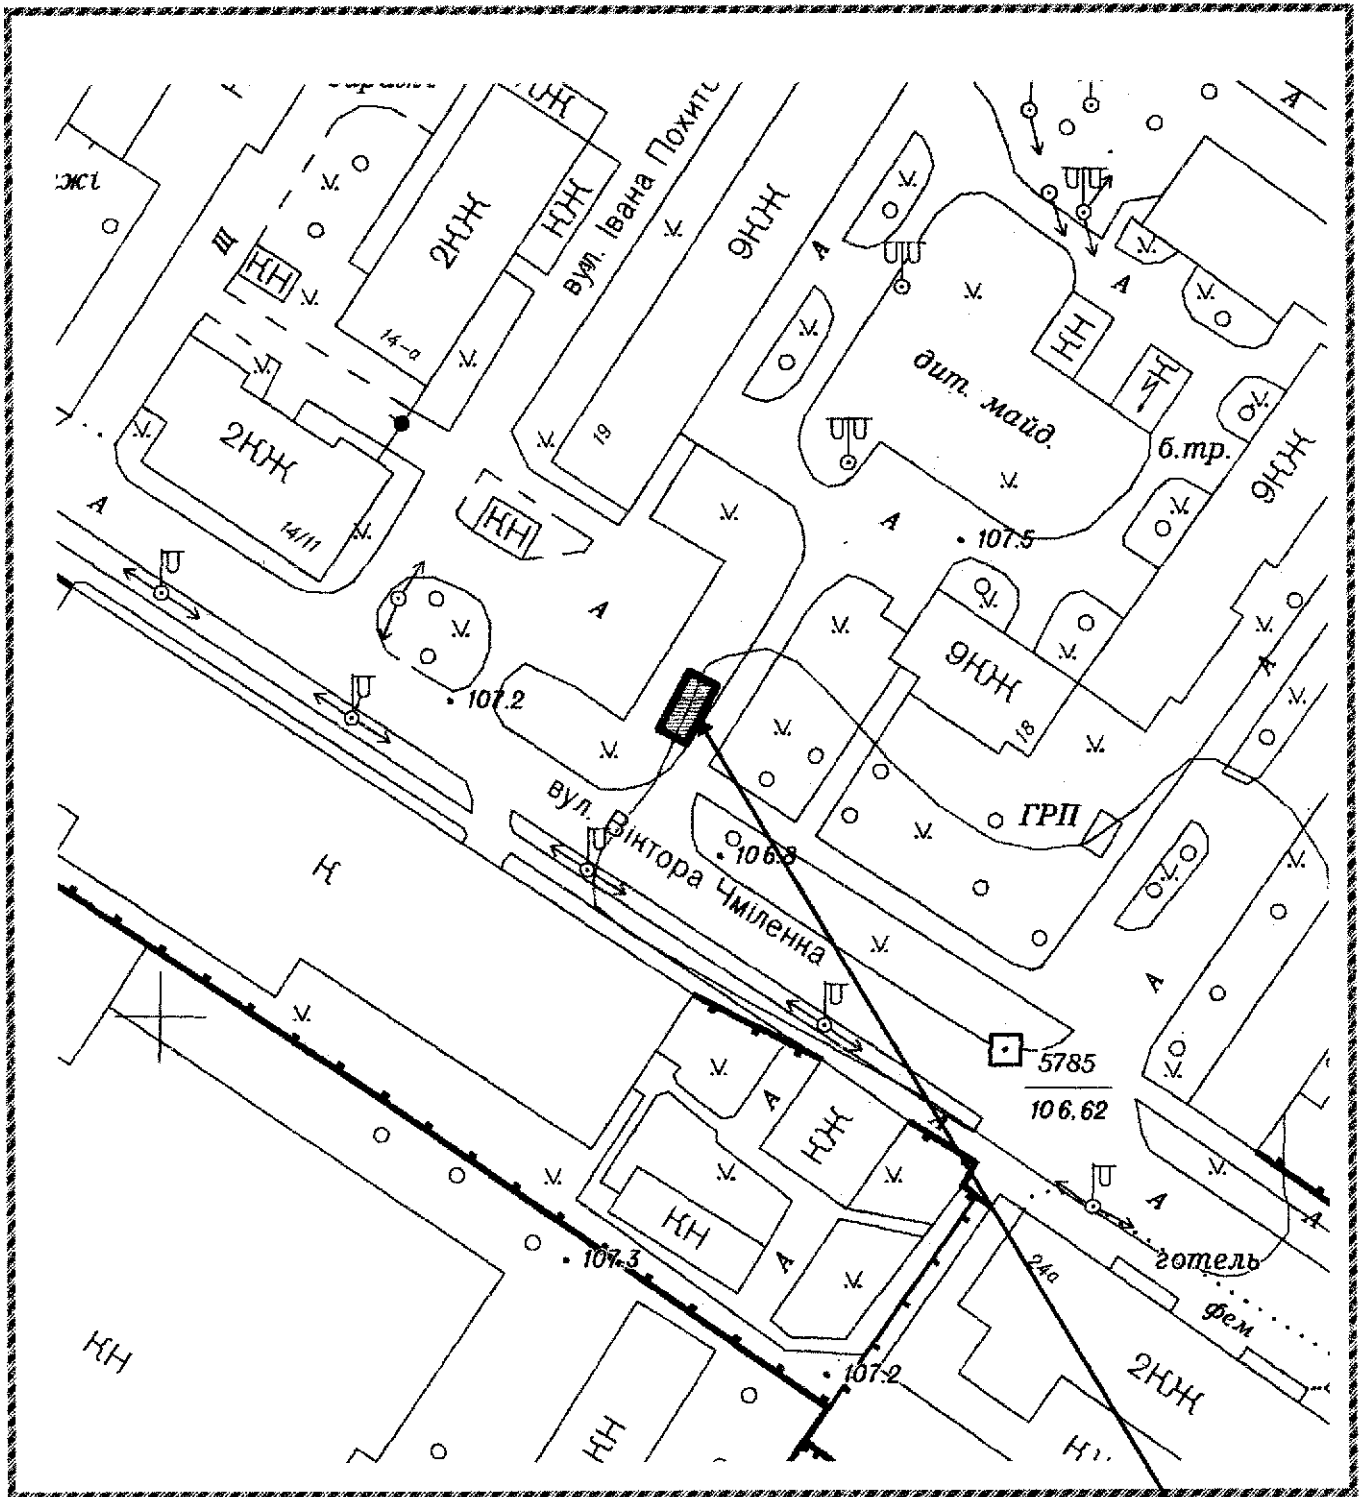 А
КЖ
вул. Івана Похит
жі
2КЖ
КЖ
9КЖ
Щ
КН
А
А
КН
КН
14-а
дит. майд.
19
б.тр.
2КЖ
9КЖ
14/11
А
КН
А
107.5
А
9КЖ
А
107.2
18
вул. Віктора Чміленка
106.8
ГРП
К
А
5785
106.62
А
КЖ
А
КН
А
А
А
107.3
24а
готель
фем
КН
107.2
2КЖ
КН